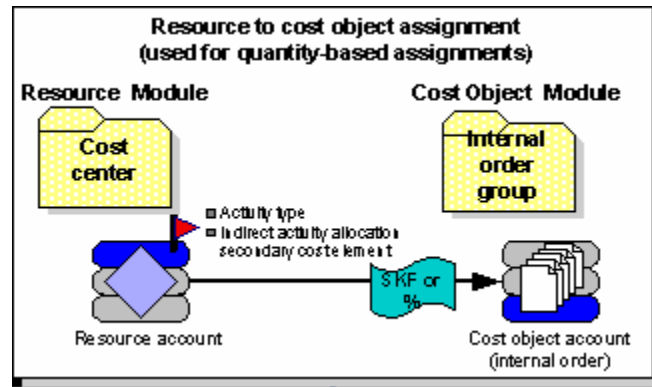 Resource to cost object assignment
(used for quantity-based assignments)
Resource Module
Cost Object Module
Cost
center
Internal
order
group
Activity type
Indirect activity allocation
secondary cost element
SKF or
%
Resource account
Cost object account
(internal order)